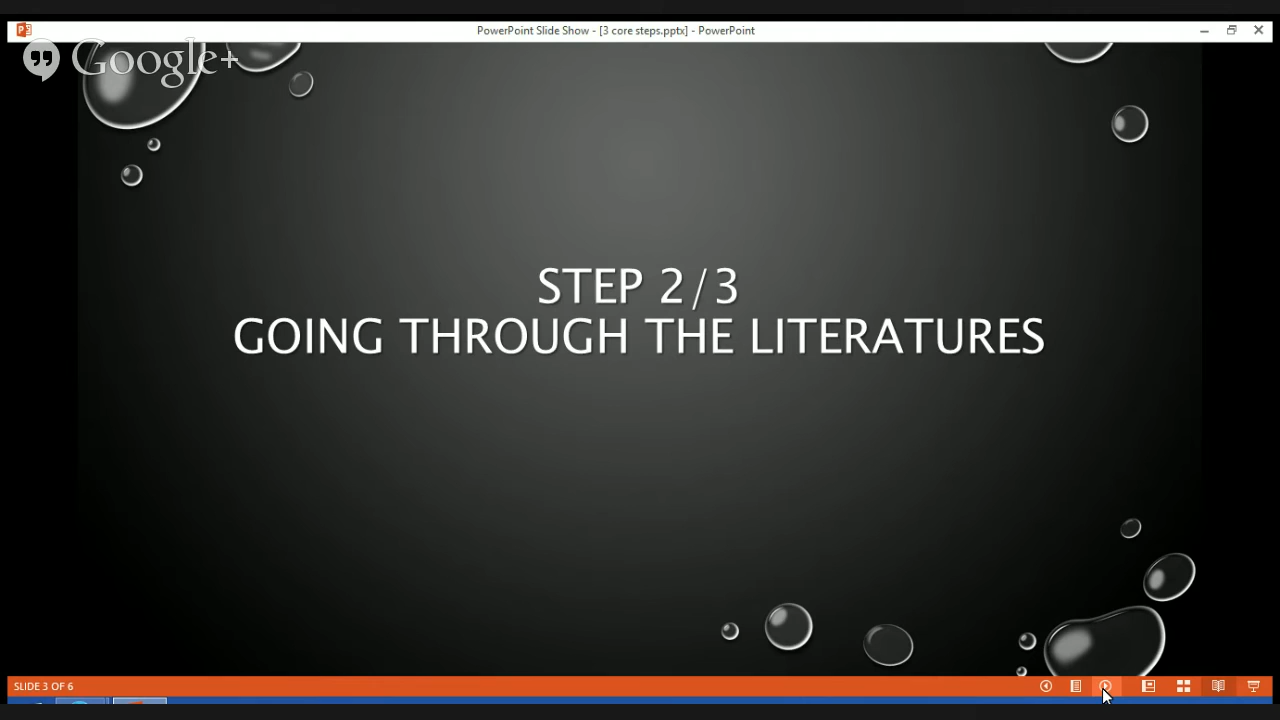 PowerPoint Slide Show - [3 core steps.pptx] - PowerPoint
Google+
STEP 2/3
GOING THROUGH THE LITERATURES
SLIDE 3 OF 6